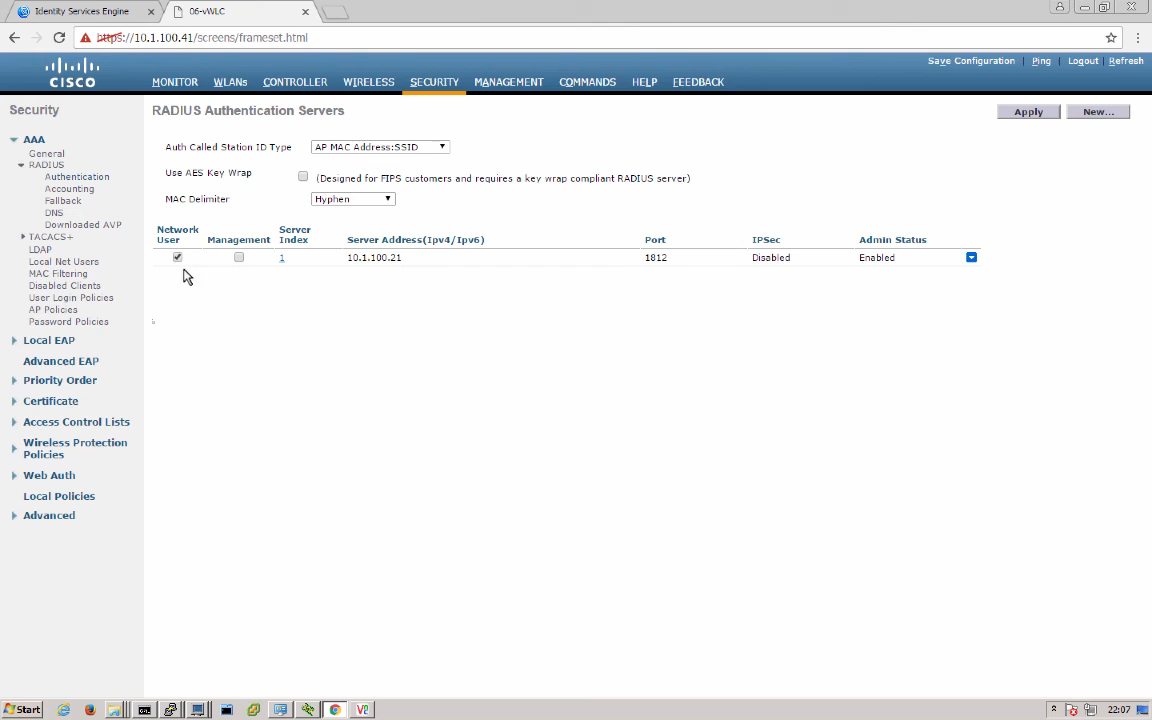 Identity Services Engine
06-vWLC
https://10.1.100.41/screens/frameset.html
CISCO
MONITOR WLANs CONTROLLER WIRELESS SECURITY MANAGEMENT COMMANDS HELP FEEDBACK
Save Configuration | Ping | Logout | Refresh
Security
AAA
General
RADIUS
Authentication
Accounting
Fallback
DNS
Downloaded AVP
TACACS+
LDAP
Local Net Users
MAC Filtering
Disabled Clients
User Login Policies
AP Policies
Password Policies
Local EAP
Advanced EAP
Priority Order
Certificate
Access Control Lists
Wireless Protection
Policies
Web Auth
Local Policies
Advanced
RADIUS Authentication Servers
Apply
New...
Auth Called Station ID Type AP MAC Address:SSID
Use AES Key Wrap (Designed for FIPS customers and requires a key wrap compliant RADIUS server)
MAC Delimiter Hyphen
Network User Management Server Index Server Address(Ipv4/Ipv6) Port IPSec Admin Status
1 10.1.100.21 1812 Disabled Enabled
Start
22:07